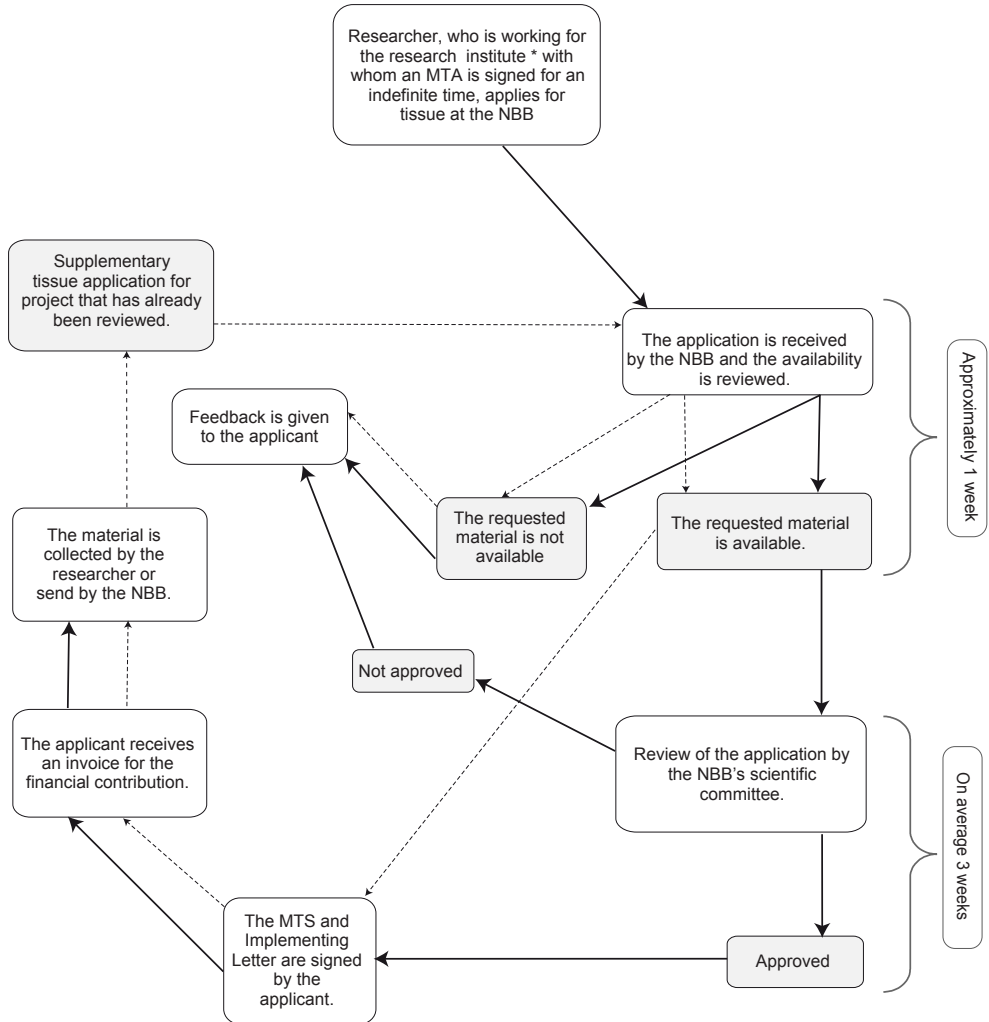 Researcher, who is working for
the research institute * with
whom an MTA is signed for an
indefinite time, applies for
tissue at the NBB
Supplementary
tissue application for
project that has already
been reviewed.
The application is received
by the NBB and the availability
is reviewed.
Approximately 1 week
Feedback is given
to the applicant
The requested
material is not
available
The requested material
is available.
The material is
collected by the
researcher or
send by the NBB.
Not approved
The applicant receives
an invoice for the
financial contribution.
Review of the application by
the NBB's scientific
committee.
On average 3 weeks
The MTS and
Implementing
Letter are signed
by the
applicant.
Approved